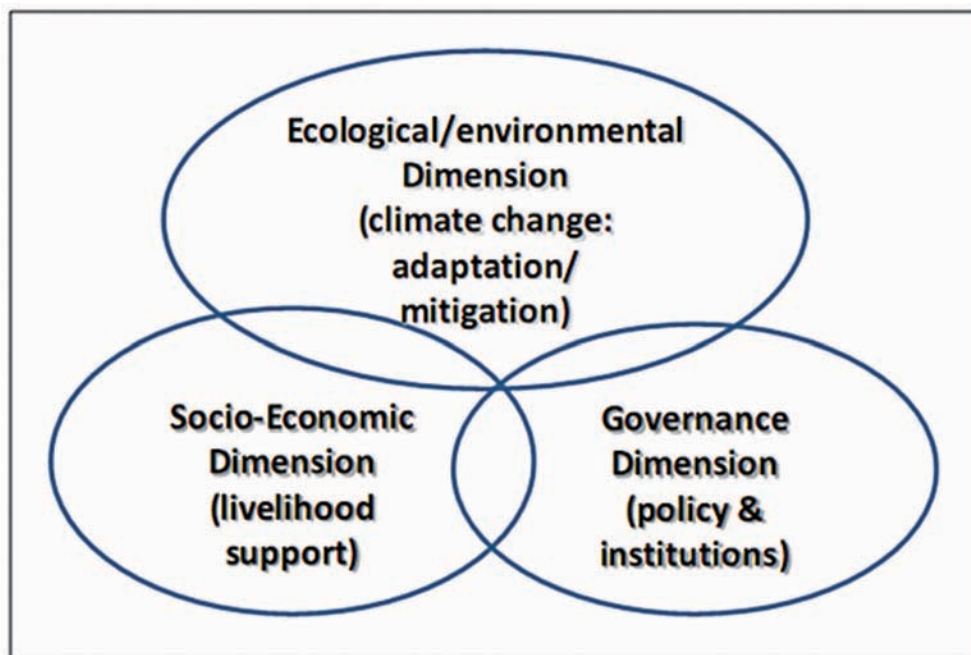 Ecological/environmental
Dimension
(climate change:
adaptation/
mitigation)
Socio-Economic
Dimension
(livelihood
support)
Governance
Dimension
(policy &
institutions)